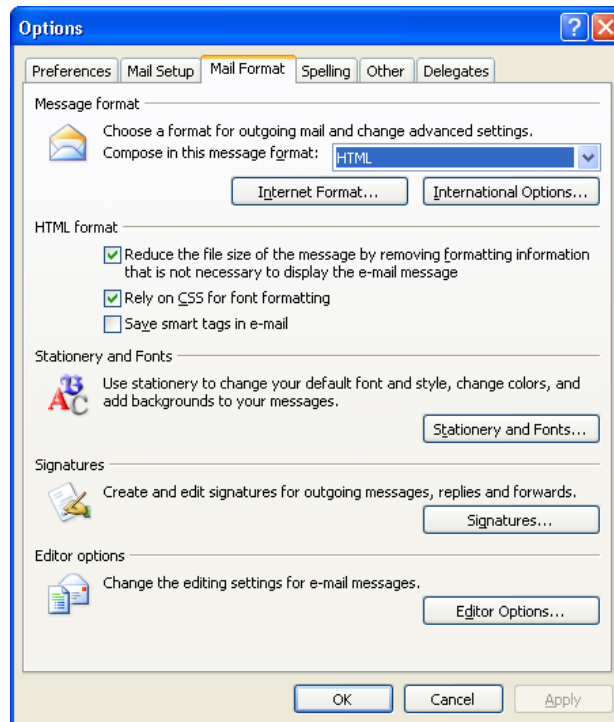 Options
Preferences Mail Setup Mail Format Spelling Other Delegates
Message format
Choose a format for outgoing mail and change advanced settings.
Compose in this message format: HTML
Internet Format... International Options...
HTML format
Reduce the file size of the message by removing formatting information
that is not necessary to display the e-mail message
Rely on CSS for font formatting
Save smart tags in e-mail
Stationery and Fonts
Use stationery to change your default font and style, change colors, and
add backgrounds to your messages.
Stationery and Fonts...
Signatures
Create and edit signatures for outgoing messages, replies and forwards.
Signatures...
Editor options
Change the editing settings for e-mail messages.
Editor Options...
OK Cancel Apply